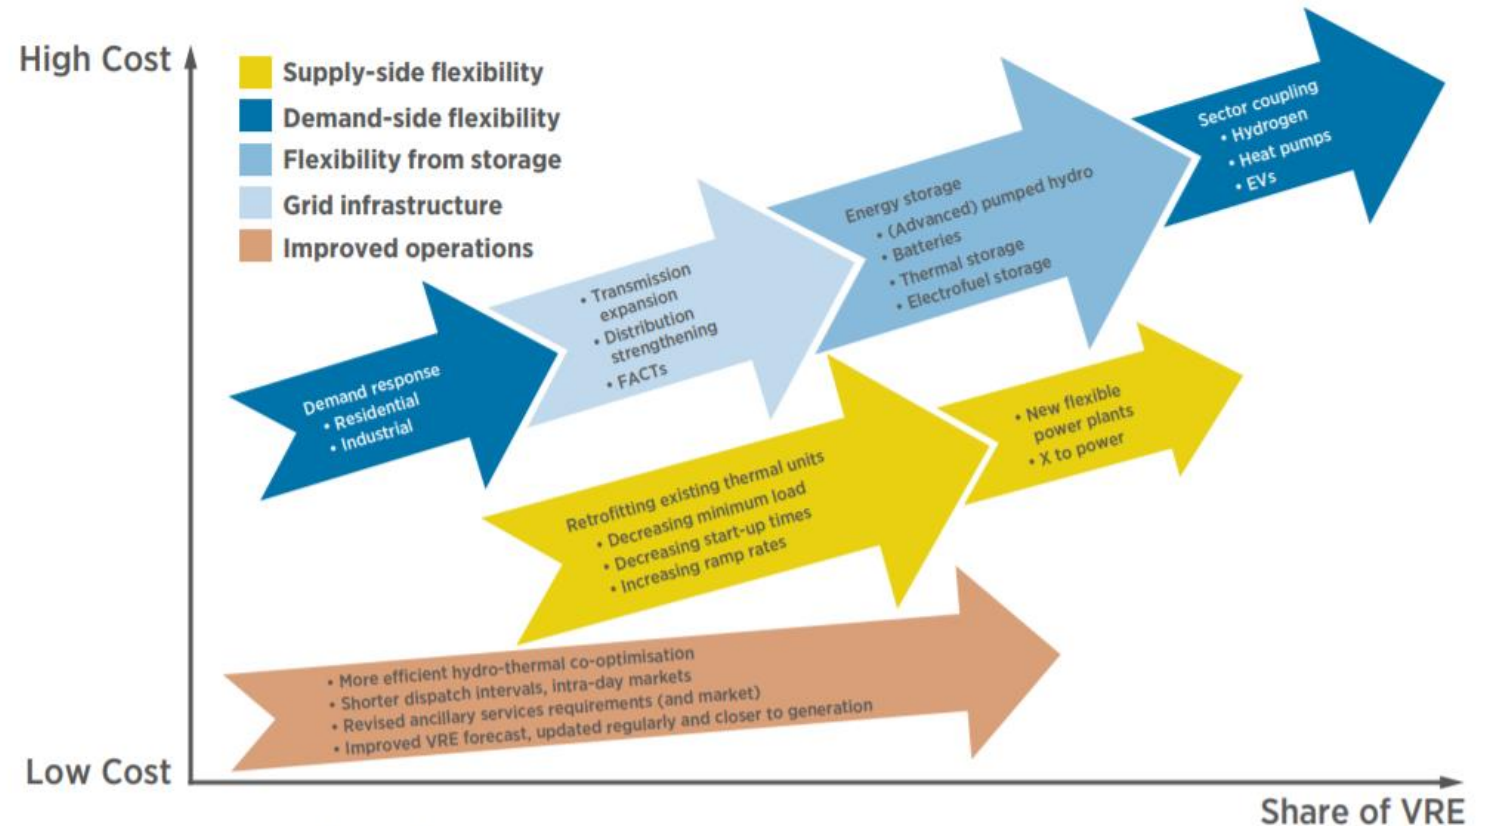 High Cost
Supply-side flexibility
Demand-side flexibility
Flexibility from storage
Grid infrastructure
Improved operations
Sector coupling
• Hydrogen
• Heat pumps
• EVs
Energy storage
• (Advanced) pumped hydro
• Batteries
• Thermal storage
• Electrofuel storage
• Transmission
expansion
• Distribution
strengthening
• FACTs
Demand response
• Residential
• Industrial
• New flexible
power plants
• X to power
Retrofitting existing thermal units
• Decreasing minimum load
• Decreasing start-up times
• Increasing ramp rates
• More efficient hydro-thermal co-optimisation
• Shorter dispatch intervals, intra-day markets
• Revised ancillary services requirements (and market)
• Improved VRE forecast, updated regularly and closer to generation
Low Cost
Share of VRE